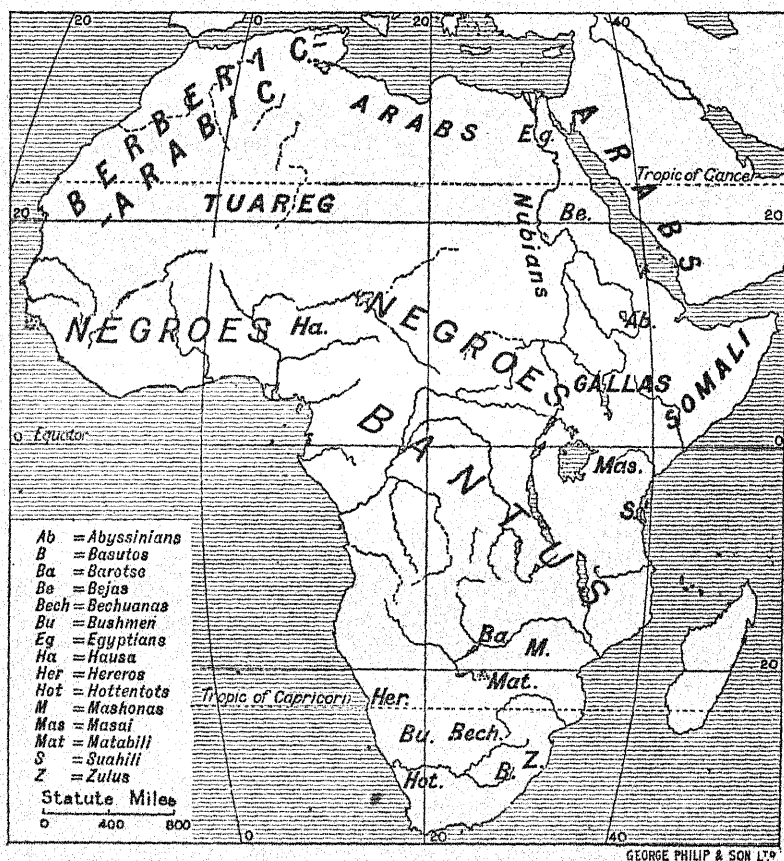 20
0
20
40
BERBERIC-
-ARABIC
ARABS
ARABS
Eg.
Tropic of Cancer
TUAREG
20
20
Nubians
Be.
NEGROES
Ha.
NEGROES
Ab.
GALLAS
SOMALI
BANTUS
0
Equator
0
Mas.
S.
Ab = Abyssinians
B = Basutos
Ba = Barotse
Be = Bejas
Bech = Bechuanas
Bu = Bushmen
Eg = Egyptians
Ha = Hausa
Her = Hereros
Hot = Hottentots
M = Mashonas
Mas = Masai
Mat = Matabili
S = Suahili
Z = Zulus
Statute Miles
0 400 800
Ba.
M.
20
Mat.
Tropic of Capricorn
Her.
Bu.
Bech.
Z.
B.
Hot.
0
20
40
GEORGE PHILIP & SON LTD